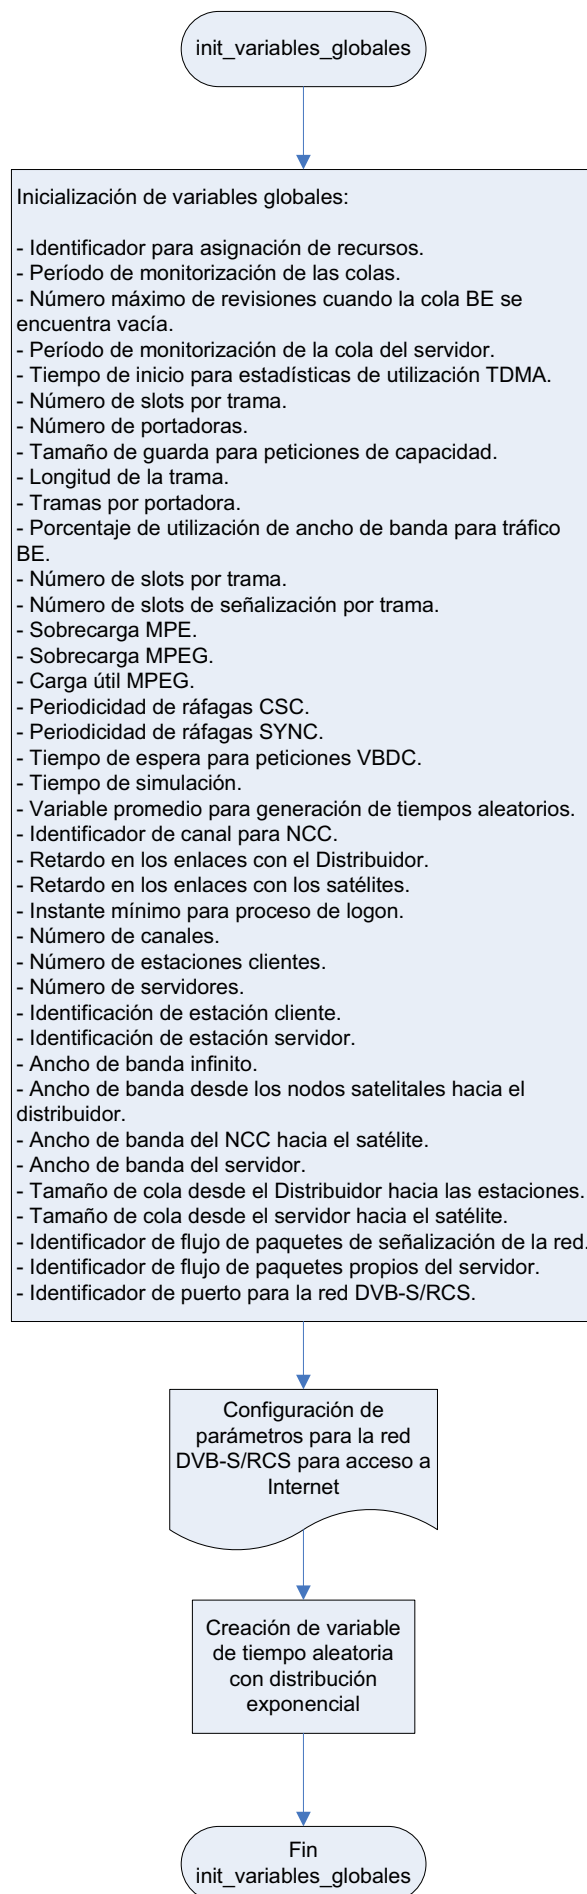 init_variables_globales
Inicialización de variables globales:
- Identificador para asignación de recursos.
- Período de monitorización de las colas.
- Número máximo de revisiones cuando la cola BE se
encuentra vacía.
- Período de monitorización de la cola del servidor.
- Tiempo de inicio para estadísticas de utilización TDMA.
- Número de slots por trama.
- Número de portadoras.
- Tamaño de guarda para peticiones de capacidad.
- Longitud de la trama.
- Tramas por portadora.
- Porcentaje de utilización de ancho de banda para tráfico
BE.
- Número de slots por trama.
- Número de slots de señalización por trama.
- Sobrecarga MPE.
- Sobrecarga MPEG.
- Carga útil MPEG.
- Periodicidad de ráfagas CSC.
- Periodicidad de ráfagas SYNC.
- Tiempo de espera para peticiones VBDC.
- Tiempo de simulación.
- Variable promedio para generación de tiempos aleatorios.
- Identificador de canal para NCC.
- Retardo en los enlaces con el Distribuidor.
- Retardo en los enlaces con los satélites.
- Instante mínimo para proceso de logon.
- Número de canales.
- Número de estaciones clientes.
- Número de servidores.
- Identificación de estación cliente.
- Identificación de estación servidor.
- Ancho de banda infinito.
- Ancho de banda desde los nodos satelitales hacia el
distribuidor.
- Ancho de banda del NCC hacia el satélite.
- Ancho de banda del servidor.
- Tamaño de cola desde el Distribuidor hacia las estaciones.
- Tamaño de cola desde el servidor hacia el satélite.
- Identificador de flujo de paquetes de señalización de la red.
- Identificador de flujo de paquetes propios del servidor.
- Identificador de puerto para la red DVB-S/RCS.
Configuración de
parámetros para la red
DVB-S/RCS para acceso a
Internet
Creación de variable
de tiempo aleatoria
con distribución
exponencial
Fin
init_variables_globales